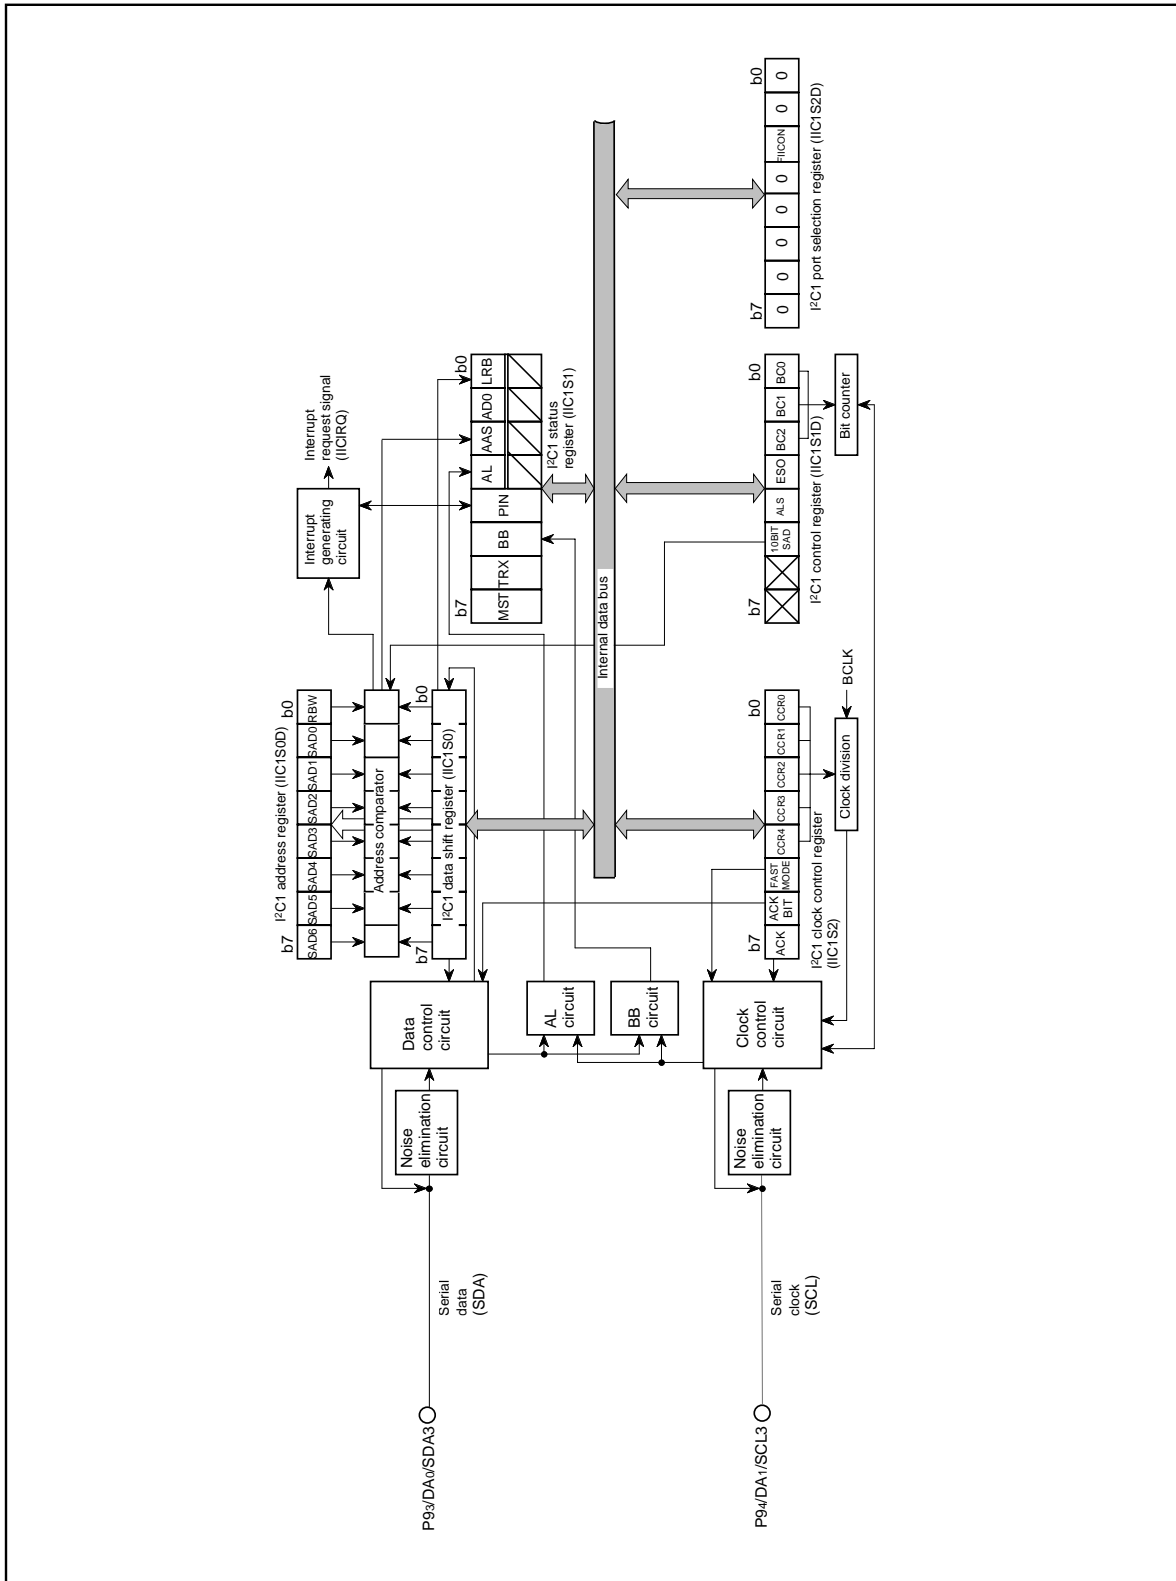 I²C1 address register (IIC1S0D)
b7
b0
SAD6
SAD5
SAD4
SAD3
SAD2
SAD1
SAD0
RBW
Address comparator
b7
b0
I²C1 data shift register (IIC1S0)
Interrupt
generating
circuit
Interrupt
request signal
(IICIRQ)
b7
b0
MST
TRX
BB
PIN
AL
AAS
AD0
LRB
I²C1 status
register (IIC1S1)
P93/DA0/SDA3
Serial
data
(SDA)
Noise
elimination
circuit
Data
control
circuit
AL
circuit
BB
circuit
Internal data bus
P94/DA1/SCL3
Serial
clock
(SCL)
Noise
elimination
circuit
Clock
control
circuit
b7
b0
ACK
ACK
BIT
FAST
MODE
CCR4
CCR3
CCR2
CCR1
CCR0
I²C1 clock control register
(IIC1S2)
Clock division
BCLK
b7
b0
10BIT
SAD
ALS
ESO
BC2
BC1
BC0
I²C1 control register (IIC1S1D)
Bit counter
b7
b0
0
0
0
0
0
FIICON
0
0
I²C1 port selection register (IIC1S2D)